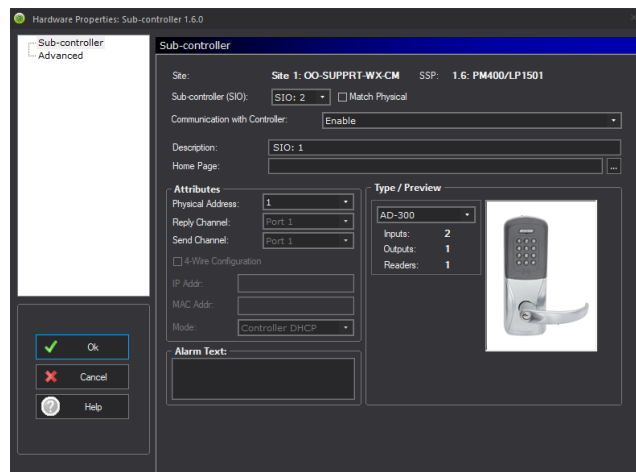 Hardware Properties: Sub-controller 1.6.0
Sub-controller
Advanced
Sub-controller
Site: Site 1: OO-SUPPRT-WX-CM SSP: 1.6: PM400/LP1501
Sub-controller (SIO): SIO: 2 Match Physical
Communication with Controller: Enable
Description: SIO: 1
Home Page: ...
Attributes
Physical Address: 1
Reply Channel: Port 1
Send Channel: Port 1
4-Wire Configuration
IP Addr:
MAC Addr:
Mode: Controller DHCP
Alarm Text:
Type / Preview
AD-300
Inputs: 2
Outputs: 1
Readers: 1
Ok
Cancel
Help